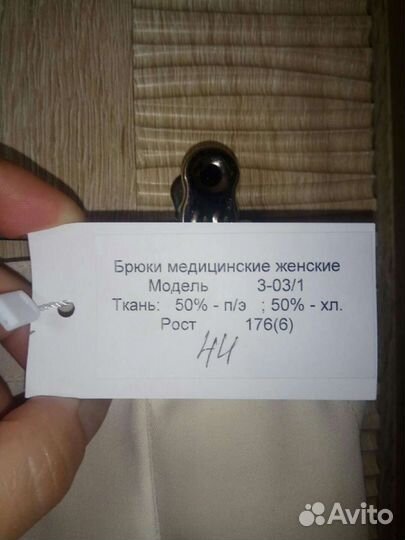 Брюки медицинские женские
Модель 3-03/1
Ткань: 50% - п/э ; 50% - хл.
Рост 176(6)
44
Avito